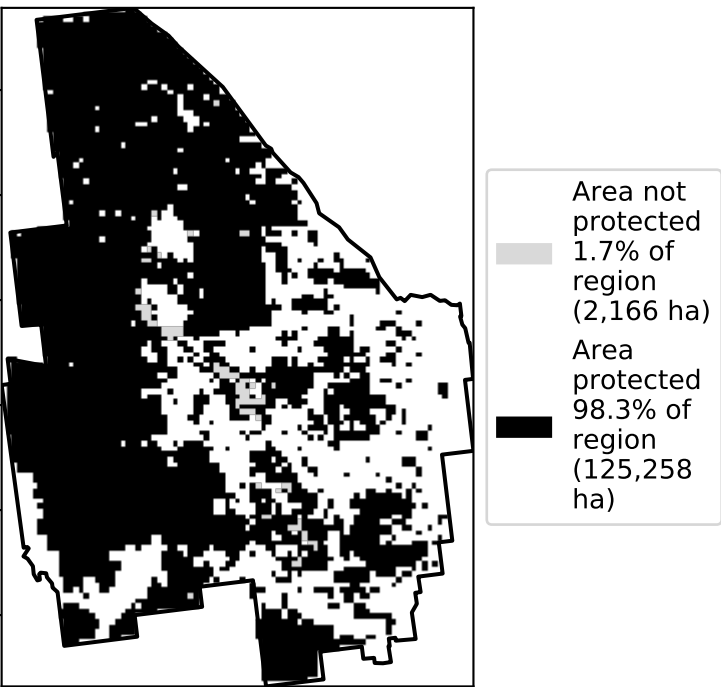 Area not
protected
1.7% of
region
(2,166 ha)
Area
protected
98.3% of
region
(125,258
ha)